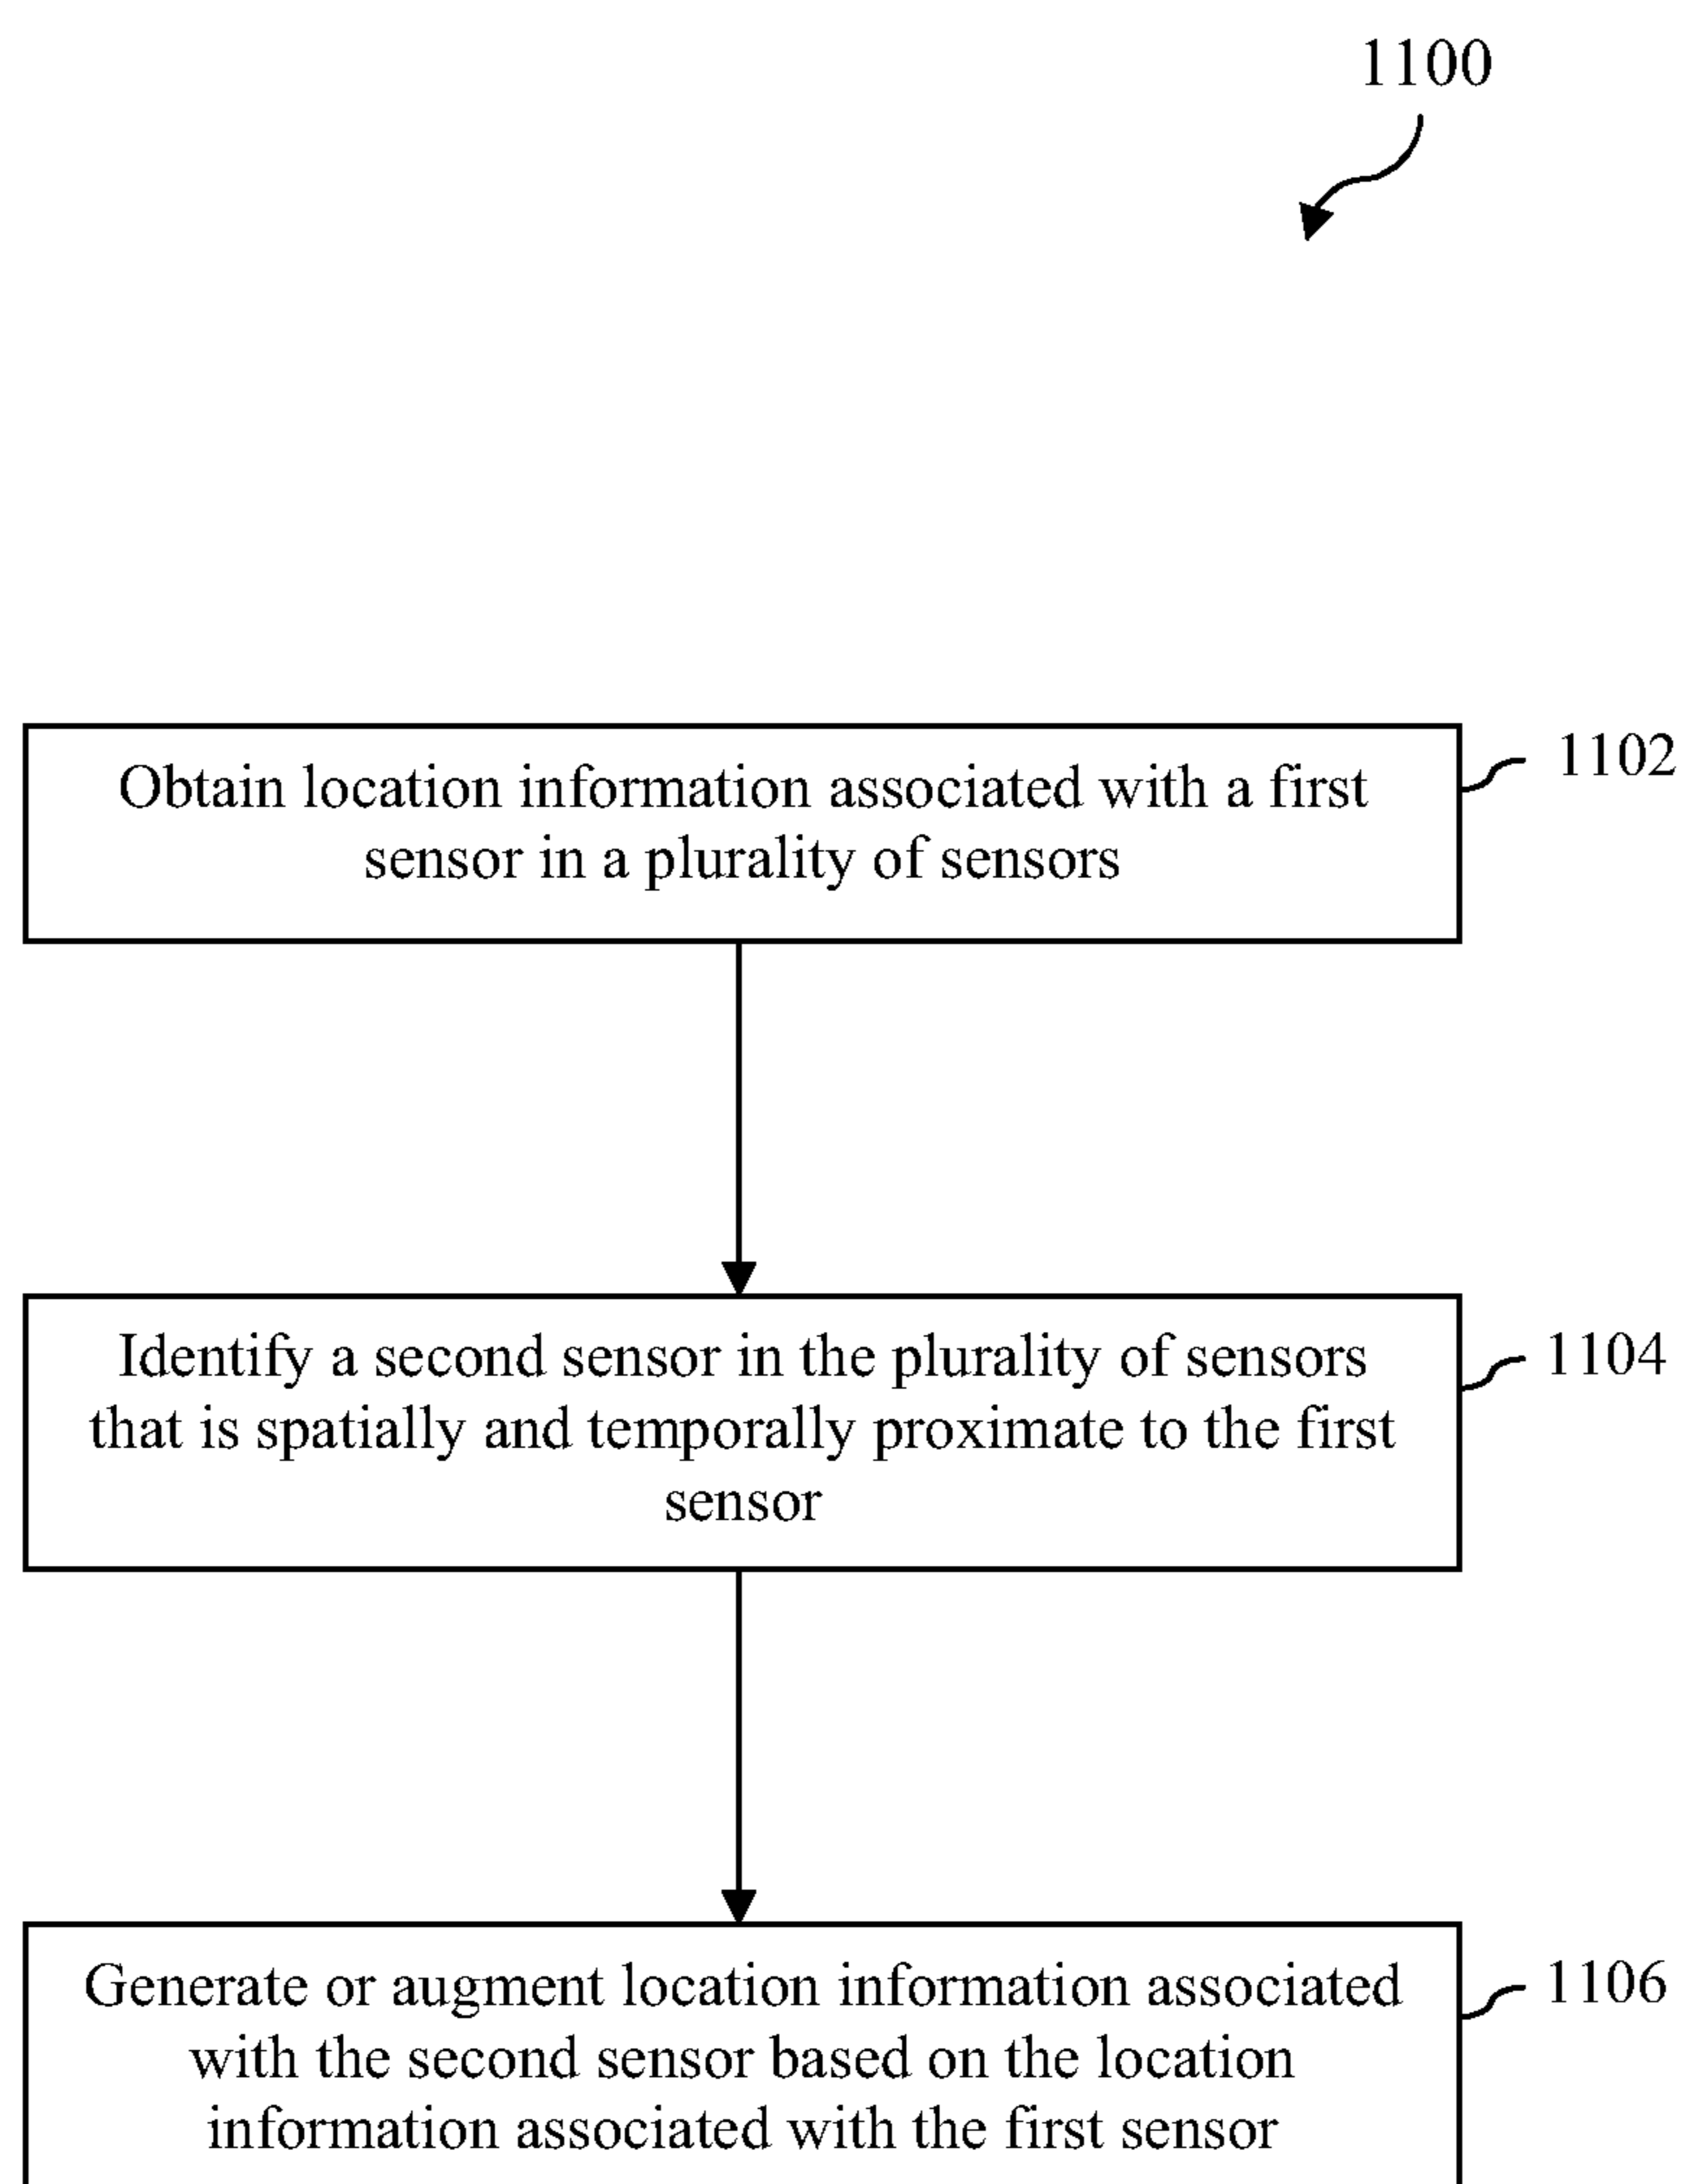 1100
Obtain location information associated with a first
sensor in a plurality of sensors
1102
Identify a second sensor in the plurality of sensors
that is spatially and temporally proximate to the first
sensor
1104
Generate or augment location information associated
with the second sensor based on the location
information associated with the first sensor
1106